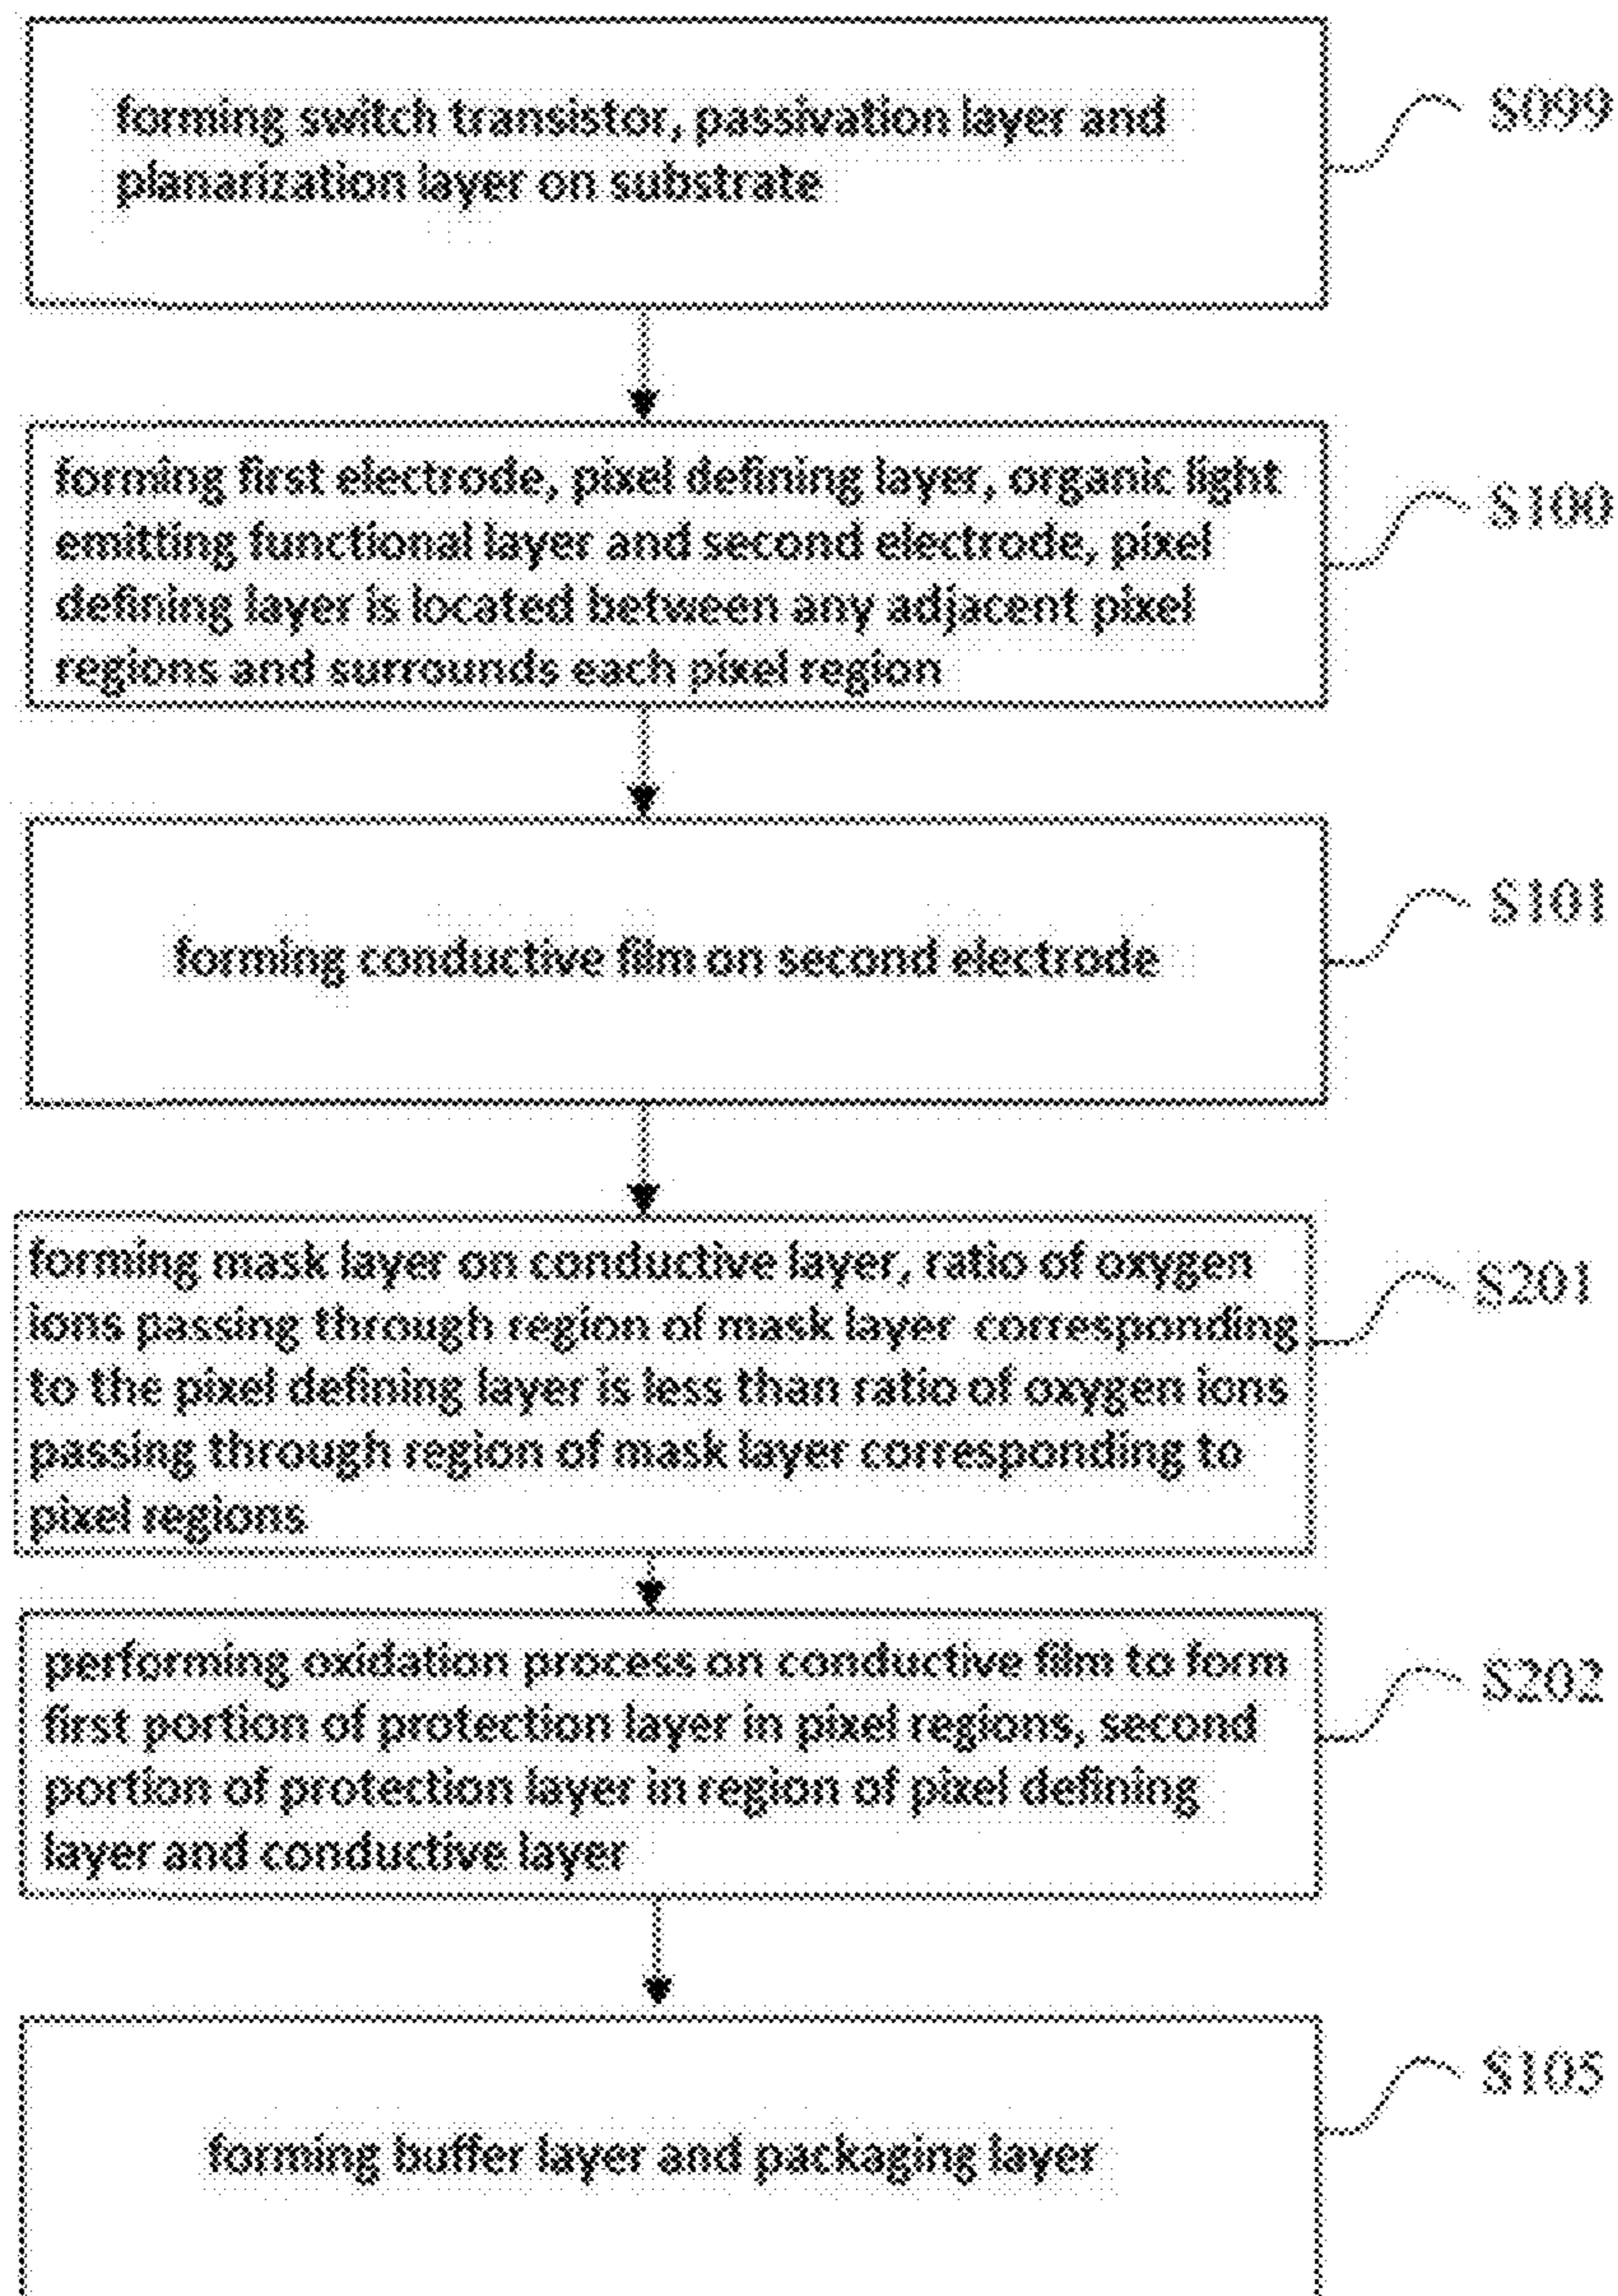 forming switch transistor, passivation layer and
planarization layer on substrate
S099
forming first electrode, pixel defining layer, organic light
emitting functional layer and second electrode, pixel
defining layer is located between any adjacent pixel
regions and surrounds each pixel region
S100
forming conductive film on second electrode
S101
forming mask layer on conductive layer, ratio of oxygen
ions passing through region of mask layer corresponding
to the pixel defining layer is less than ratio of oxygen ions
passing through region of mask layer corresponding to
pixel regions
S201
performing oxidation process on conductive film to form
first portion of protection layer in pixel regions, second
portion of protection layer in region of pixel defining
layer and conductive layer
S202
forming buffer layer and packaging layer
S105